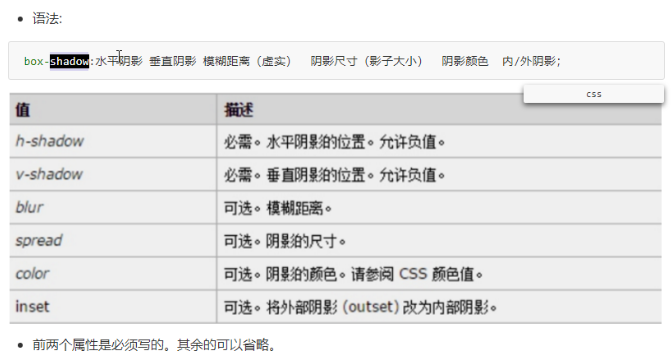 语法:
box-shadow:水平阴影 垂直阴影 模糊距离（虚实） 阴影尺寸（影子大小） 阴影颜色 内/外阴影;
css
值 描述
h-shadow 必需。水平阴影的位置。允许负值。
v-shadow 必需。垂直阴影的位置。允许负值。
blur 可选。模糊距离。
spread 可选。阴影的尺寸。
color 可选。阴影的颜色。请参阅 CSS 颜色值。
inset 可选。将外部阴影 (outset) 改为内部阴影。
前两个属性是必须写的。其余的可以省略。